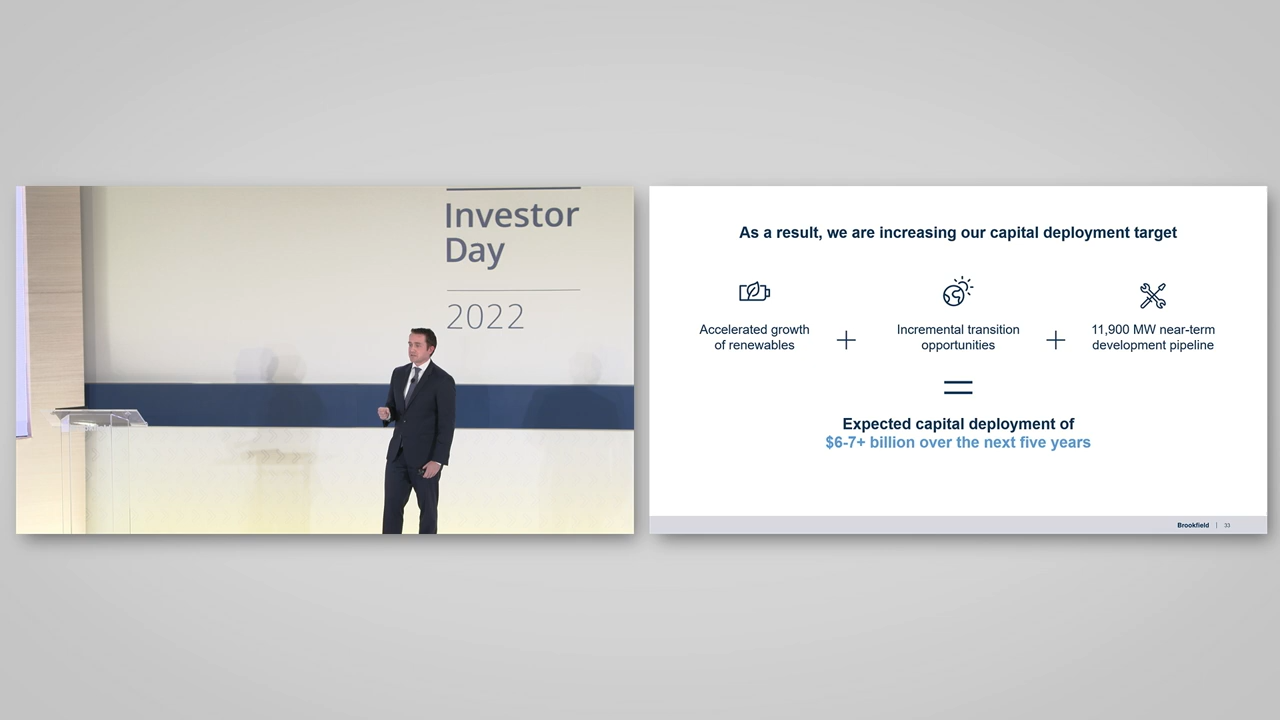 Investor
Day
2022
As a result, we are increasing our capital deployment target
Accelerated growth
of renewables
+
Incremental transition
opportunities
+
11,900 MW near-term
development pipeline
=
Expected capital deployment of
$6-7+ billion over the next five years
Brookfield | 33